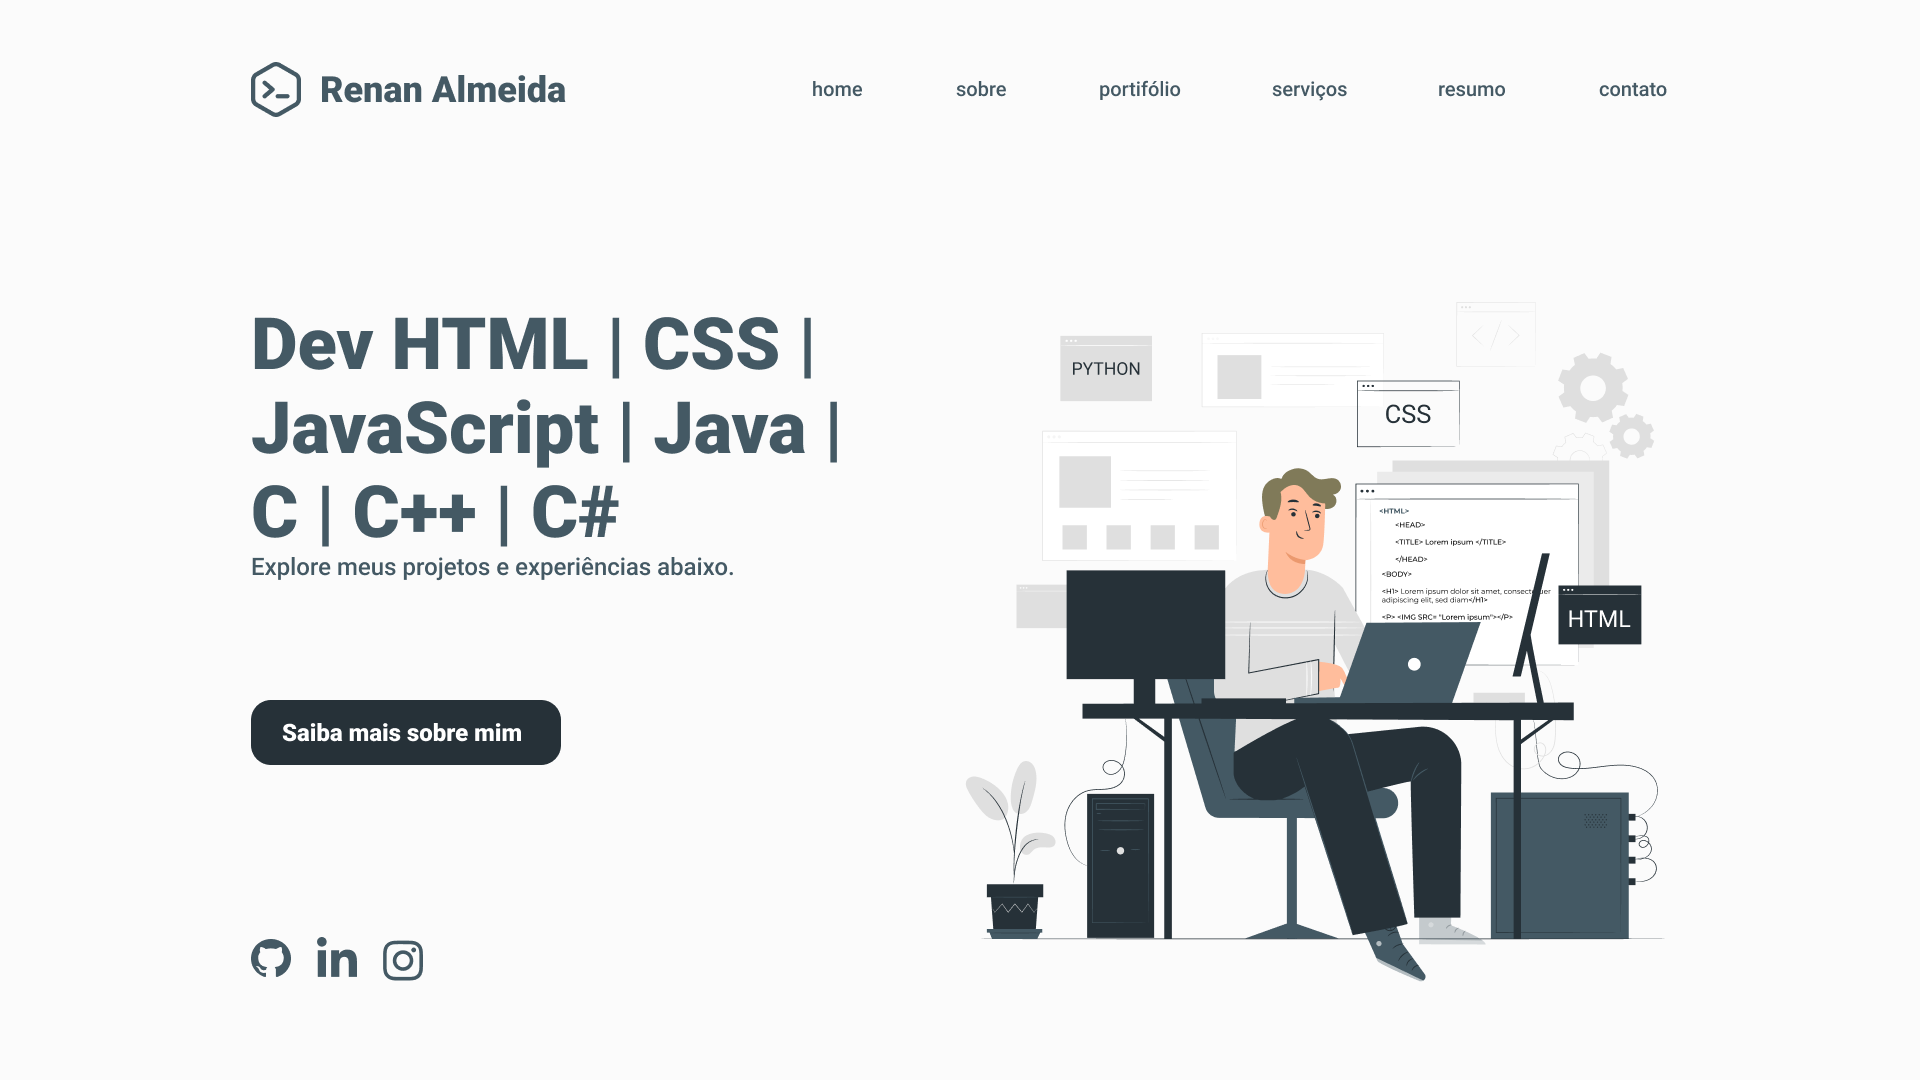 Renan Almeida
home sobre portifólio serviços resumo contato
Dev HTML | CSS |
JavaScript | Java |
C | C++ | C#
Explore meus projetos e experiências abaixo.
Saiba mais sobre mim
PYTHON
CSS
<HTML>
<HEAD>
<TITLE> Lorem ipsum </TITLE>
</HEAD>
<BODY>
<H1> Lorem ipsum dolor sit amet,
adipiscing elit, sed diam</H1>
<P> <IMG SRC= "Lorem ipsum"></P>
HTML
in